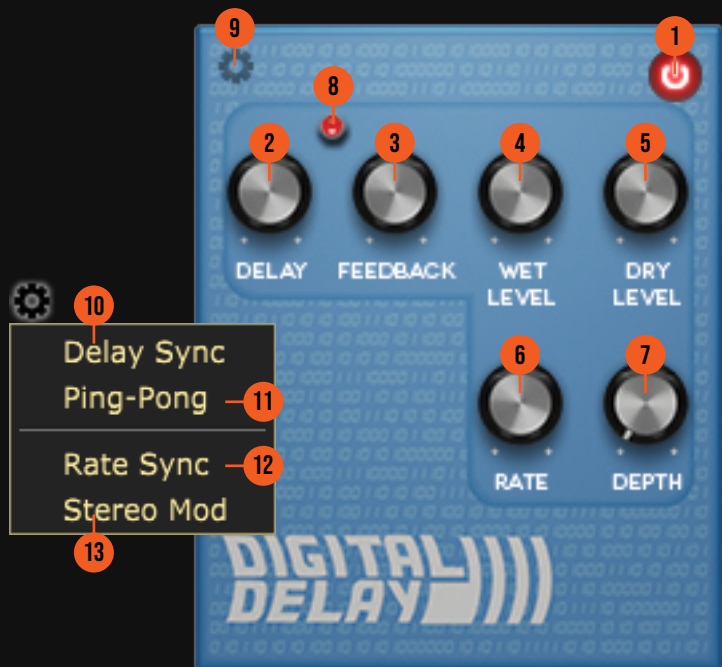 9
1
8
2
3
4
5
DELAY
FEEDBACK
WET
LEVEL
DRY
LEVEL
10
Delay Sync
Ping-Pong
11
Rate Sync
12
Stereo Mod
13
6
7
RATE
DEPTH
DIGITAL
DELAY